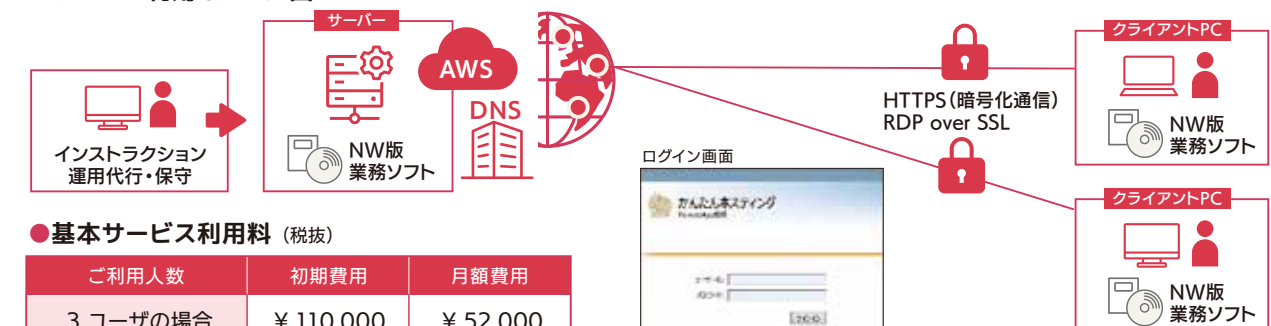 サーバー
クライアントPC
AWS
DNS
インストラクション
運用代行・保守
NW版
業務ソフト
HTTPS(暗号化通信)
RDP over SSL
NW版
業務ソフト
ログイン画面
かんたんホスティング
クライアントPC
NW版
業務ソフト
●基本サービス利用料(税抜)
ご利用人数 初期費用 月額費用
3 ユーザの場合 ¥ 110,000 ¥ 52,000